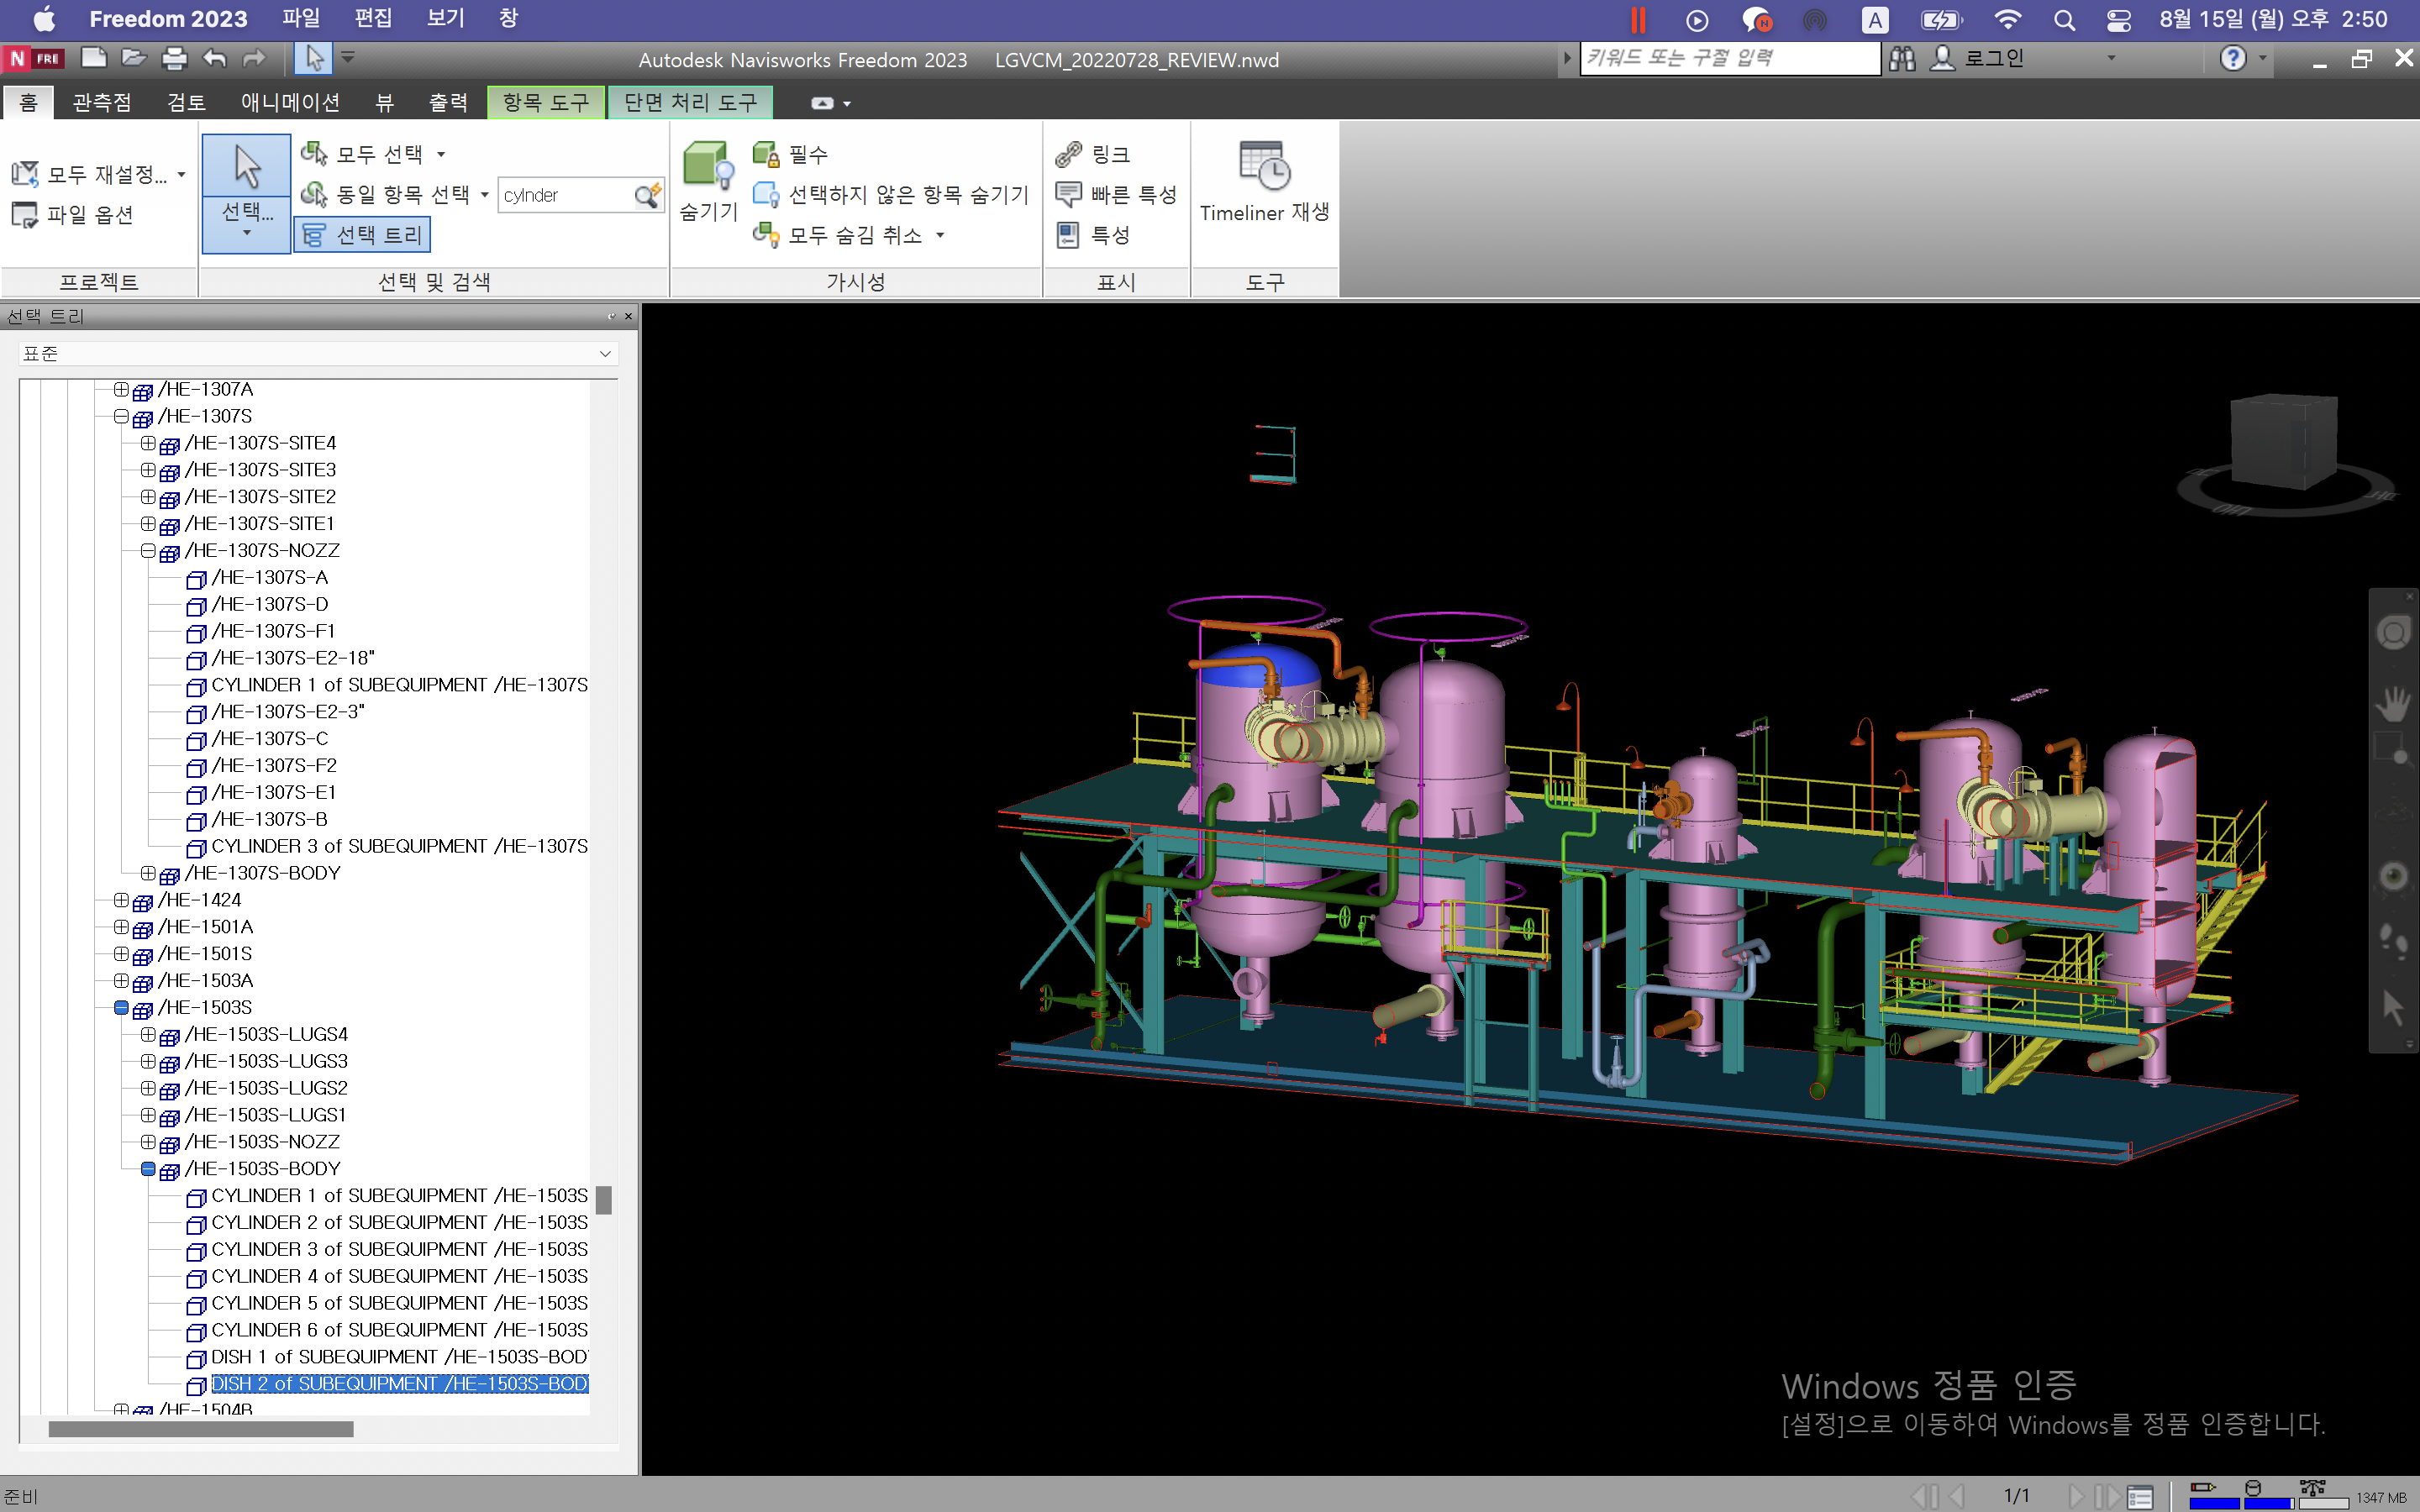 Freedom 2023 파일 편집 보기 창
A 8월 15일 (월) 오후 2:50
N FRE
Autodesk Navisworks Freedom 2023 LGVCM_20220728_REVIEW.nwd
키워드 또는 구절 입력
로그인
홈 관측점 검토 애니메이션 뷰 출력 항목 도구 단면 처리 도구
모두 재설정...
파일 옵션
프로젝트
선택...
모두 선택
동일 항목 선택
cylnder
선택 트리
선택 및 검색
숨기기
필수
선택하지 않은 항목 숨기기
모두 숨김 취소
가시성
링크
빠른 특성
특성
표시
Timeliner 재생
도구
선택 트리
표준
/HE-1307A
/HE-1307S
/HE-1307S-SITE4
/HE-1307S-SITE3
/HE-1307S-SITE2
/HE-1307S-SITE1
/HE-1307S-NOZZ
/HE-1307S-A
/HE-1307S-D
/HE-1307S-F1
/HE-1307S-E2-18"
CYLINDER 1 of SUBEQUIPMENT /HE-1307S
/HE-1307S-E2-3"
/HE-1307S-C
/HE-1307S-F2
/HE-1307S-E1
/HE-1307S-B
CYLINDER 3 of SUBEQUIPMENT /HE-1307S
/HE-1307S-BODY
/HE-1424
/HE-1501A
/HE-1501S
/HE-1503A
/HE-1503S
/HE-1503S-LUGS4
/HE-1503S-LUGS3
/HE-1503S-LUGS2
/HE-1503S-LUGS1
/HE-1503S-NOZZ
/HE-1503S-BODY
CYLINDER 1 of SUBEQUIPMENT /HE-1503S
CYLINDER 2 of SUBEQUIPMENT /HE-1503S
CYLINDER 3 of SUBEQUIPMENT /HE-1503S
CYLINDER 4 of SUBEQUIPMENT /HE-1503S
CYLINDER 5 of SUBEQUIPMENT /HE-1503S
CYLINDER 6 of SUBEQUIPMENT /HE-1503S
DISH 1 of SUBEQUIPMENT /HE-1503S-BOD
DISH 2 of SUBEQUIPMENT /HE-1503S-BOD
/HE-1504B
Windows 정품 인증
[설정]으로 이동하여 Windows를 정품 인증합니다.
준비
1/1
1347 MB